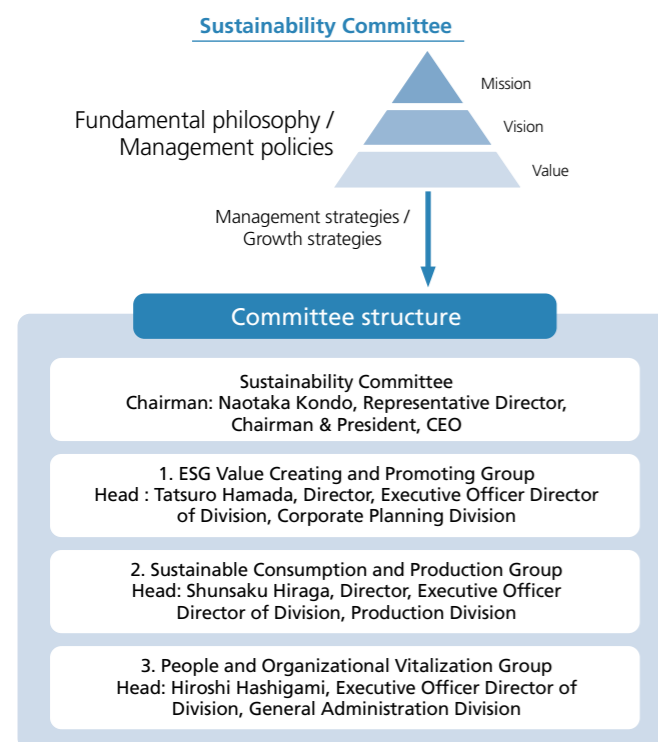 Sustainability Committee
Mission
Fundamental philosophy /
Management policies
Vision
Value
Management strategies /
Growth strategies
Committee structure
Sustainability Committee
Chairman: Naotaka Kondo, Representative Director,
Chairman & President, CEO
1. ESG Value Creating and Promoting Group
Head : Tatsuro Hamada, Director, Executive Officer Director
of Division, Corporate Planning Division
2. Sustainable Consumption and Production Group
Head: Shunsaku Hiraga, Director, Executive Officer
Director of Division, Production Division
3. People and Organizational Vitalization Group
Head: Hiroshi Hashigami, Executive Officer Director of
Division, General Administration Division